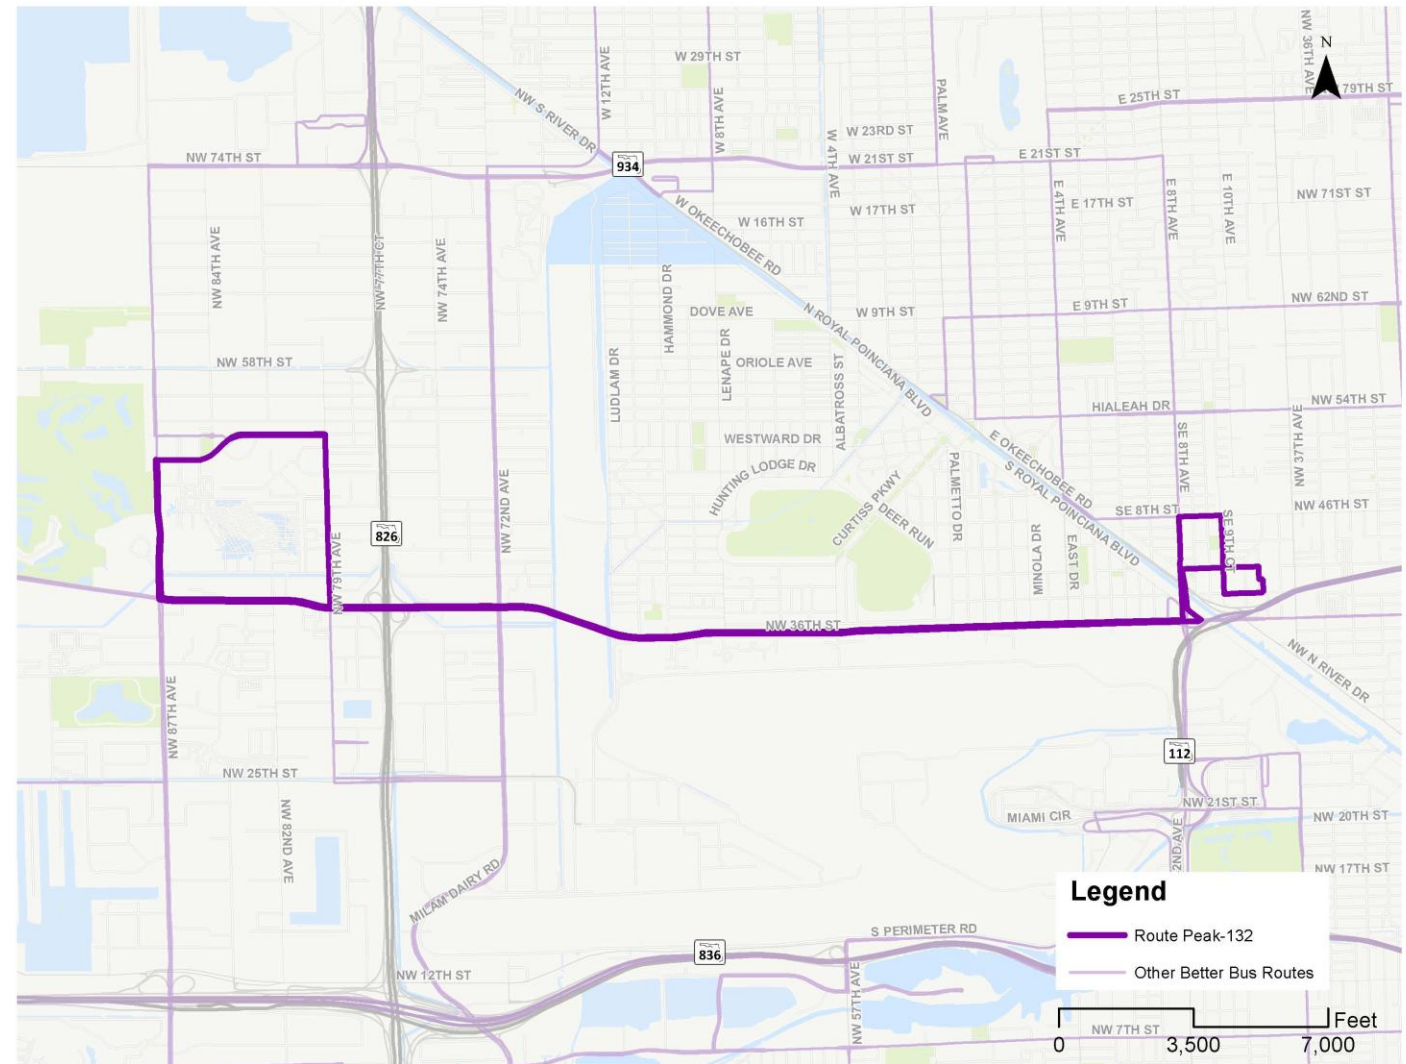 NW 36TH AVE
N
W 29TH ST
W 12TH AVE
W 8TH AVE
PALM AVE
E 25TH ST
79TH ST
NW S RIVER DR
W 23RD ST
W 4TH AVE
W 21ST ST
E 21ST ST
NW 74TH ST
934
E 4TH AVE
E 8TH AVE
E 10TH AVE
NW 71ST ST
W OKEECHOBEE RD
W 17TH ST
E 17TH ST
W 16TH ST
NW 84TH AVE
NW 77TH CT
NW 74TH AVE
HAMMOND DR
DOVE AVE
N ROYAL POINCIANA BLVD
W 9TH ST
E 9TH ST
NW 62ND ST
NW 58TH ST
LUDLAM DR
LENAPE DR
ORIOLE AVE
ALBATROSS ST
HIALEAH DR
NW 54TH ST
WESTWARD DR
E OKEECHOBEE RD
SE 8TH AVE
NW 37TH AVE
HUNTING LODGE DR
PALMETTO DR
S ROYAL POINCIANA BLVD
NW 72ND AVE
CURTISS PKWY
DEER RUN
SE 8TH ST
NW 46TH ST
826
MINOLA DR
EAST DR
SE 9TH CT
NW 79TH AVE
NW 36TH ST
NW N RIVER DR
NW 87TH AVE
112
NW 25TH ST
NW 82ND AVE
MIAMI CIR
NW 21ST ST
NW 20TH ST
2ND AVE
NW 17TH ST
MILAM DAIRY RD
Legend
S PERIMETER RD
Route Peak-132
836
NW 12TH ST
Other Better Bus Routes
NW 57TH AVE
NW 7TH ST
Feet
0 3,500 7,000